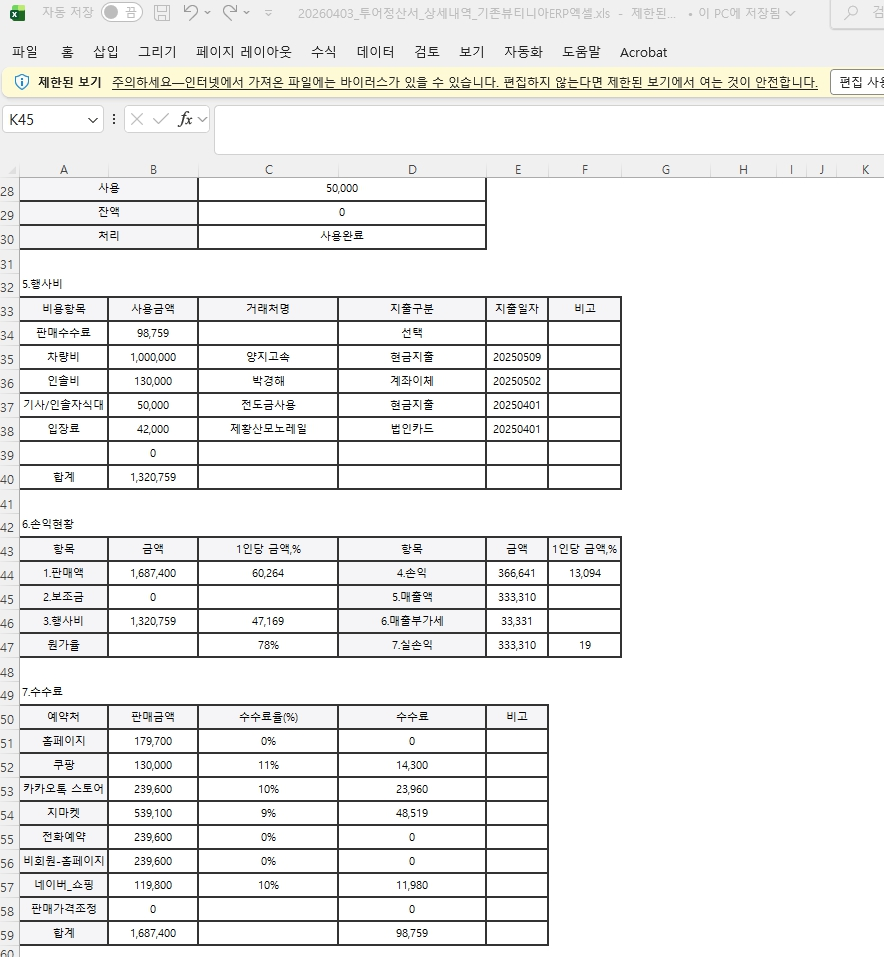 자동 저장 끔 20260403_투어정산서_상세내역_기존뷰티니아ERP엑셀.xls - 제한된... • 이 PC에 저장됨 검
파일 홈 삽입 그리기 페이지 레이아웃 수식 데이터 검토 보기 자동화 도움말 Acrobat
제한된 보기 주의하세요—인터넷에서 가져온 파일에는 바이러스가 있을 수 있습니다. 편집하지 않는다면 제한된 보기에서 여는 것이 안전합니다. 편집 사용
K45 fx
A B C D E F G H I J K
28 사용 50,000
29 잔액 0
30 처리 사용완료
31
32 5.행사비
33 비용항목 사용금액 거래처명 지출구분 지출일자 비고
34 판매수수료 98,759 선택
35 차량비 1,000,000 양지고속 현금지출 20250509
36 인솔비 130,000 박경해 계좌이체 20250502
37 기사/인솔자식대 50,000 전도금사용 현금지출 20250401
38 입장료 42,000 제황산모노레일 법인카드 20250401
39 0
40 합계 1,320,759
41
42 6.손익현황
43 항목 금액 1인당 금액,% 항목 금액 1인당 금액,%
44 1.판매액 1,687,400 60,264 4.손익 366,641 13,094
45 2.보조금 0 5.매출액 333,310
46 3.행사비 1,320,759 47,169 6.매출부가세 33,331
47 원가율 78% 7.실손익 333,310 19
48
49 7.수수료
50 예약처 판매금액 수수료율(%) 수수료 비고
51 홈페이지 179,700 0% 0
52 쿠팡 130,000 11% 14,300
53 카카오톡 스토어 239,600 10% 23,960
54 지마켓 539,100 9% 48,519
55 전화예약 239,600 0% 0
56 비회원-홈페이지 239,600 0% 0
57 네이버_쇼핑 119,800 10% 11,980
58 판매가격조정 0 0
59 합계 1,687,400 98,759
60